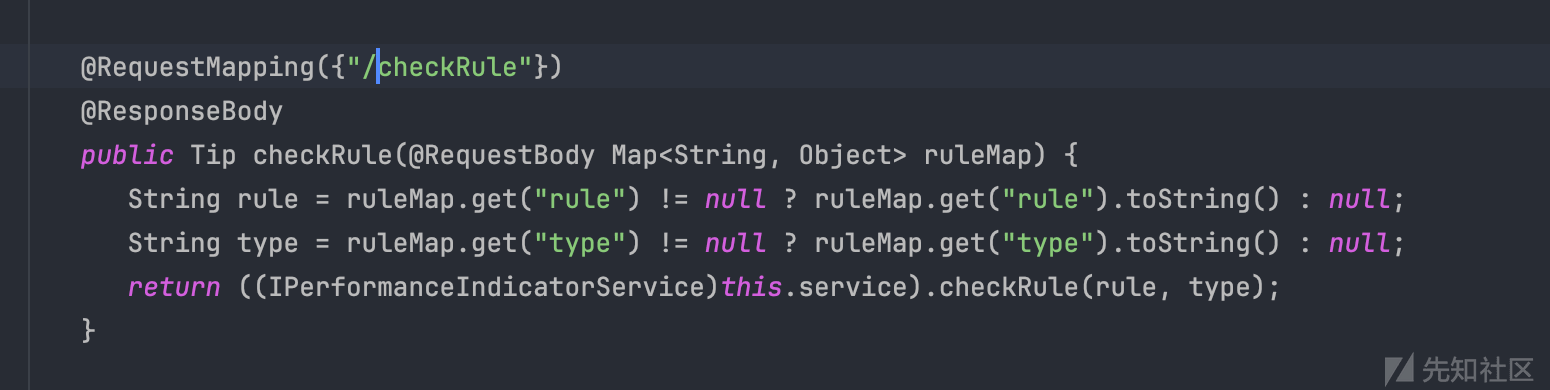 @RequestMapping({"/checkRule"})
@ResponseBody
public Tip checkRule(@RequestBody Map<String, Object> ruleMap) {
String rule = ruleMap.get("rule") != null ? ruleMap.get("rule").toString() : null;
String type = ruleMap.get("type") != null ? ruleMap.get("type").toString() : null;
return ((IPerformanceIndicatorService)this.service).checkRule(rule, type);
}
先知社区